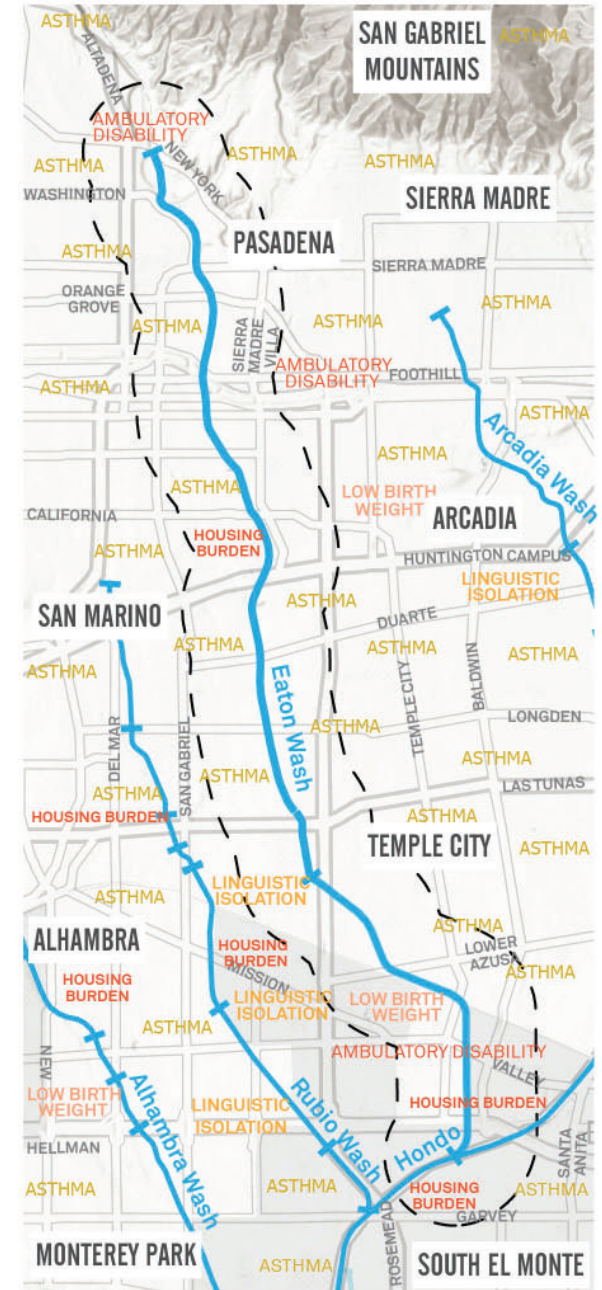 ASTHMA
SAN GABRIEL
MOUNTAINS
ASTHMA
ALTADENA
AMBULATORY
DISABILITY
NEW YORK
ASTHMA
ASTHMA
ASTHMA
WASHINGTON
SIERRA MADRE
PASADENA
ASTHMA
SIERRA MADRE
ORANGE
GROVE
ASTHMA
ASTHMA
ASTHMA
SIERRA
MADRE
VILLA
AMBULATORY
DISABILITY
FOOTHILL
ASTHMA
ASTHMA
Arcadia Wash
ASTHMA
ASTHMA
LOW BIRTH
WEIGHT
CALIFORNIA
ARCADIA
HOUSING
BURDEN
ASTHMA
HUNTINGTON CAMPUS
LINGUISTIC
ISOLATION
ASTHMA
SAN MARINO
DUARTE
ASTHMA
ASTHMA
ASTHMA
ASTHMA
Eaton Wash
TEMPLE CITY
BALDWIN
LONGDEN
ASTHMA
DEL MAR
SAN GABRIEL
ASTHMA
ASTHMA
LAS TUNAS
ASTHMA
HOUSING BURDEN
ASTHMA
TEMPLE CITY
ASTHMA
LINGUISTIC
ISOLATION
ASTHMA
ASTHMA
ALHAMBRA
HOUSING
BURDEN
LOWER
AZUSA
ASTHMA
MISSION
HOUSING
BURDEN
LINGUISTIC
ISOLATION
LOW BIRTH
WEIGHT
ASTHMA
AMBULATORY DISABILITY
NEW
VALLEY
LOW BIRTH
WEIGHT
Alhambra Wash
LINGUISTIC
ISOLATION
Rubio Wash
HOUSING BURDEN
Hondo
HELLMAN
SANTA
ANITA
ASTHMA
ASTHMA
HOUSING
BURDEN
ASTHMA
GARVEY
ROSEMEAD
MONTEREY PARK
ASTHMA
SOUTH EL MONTE